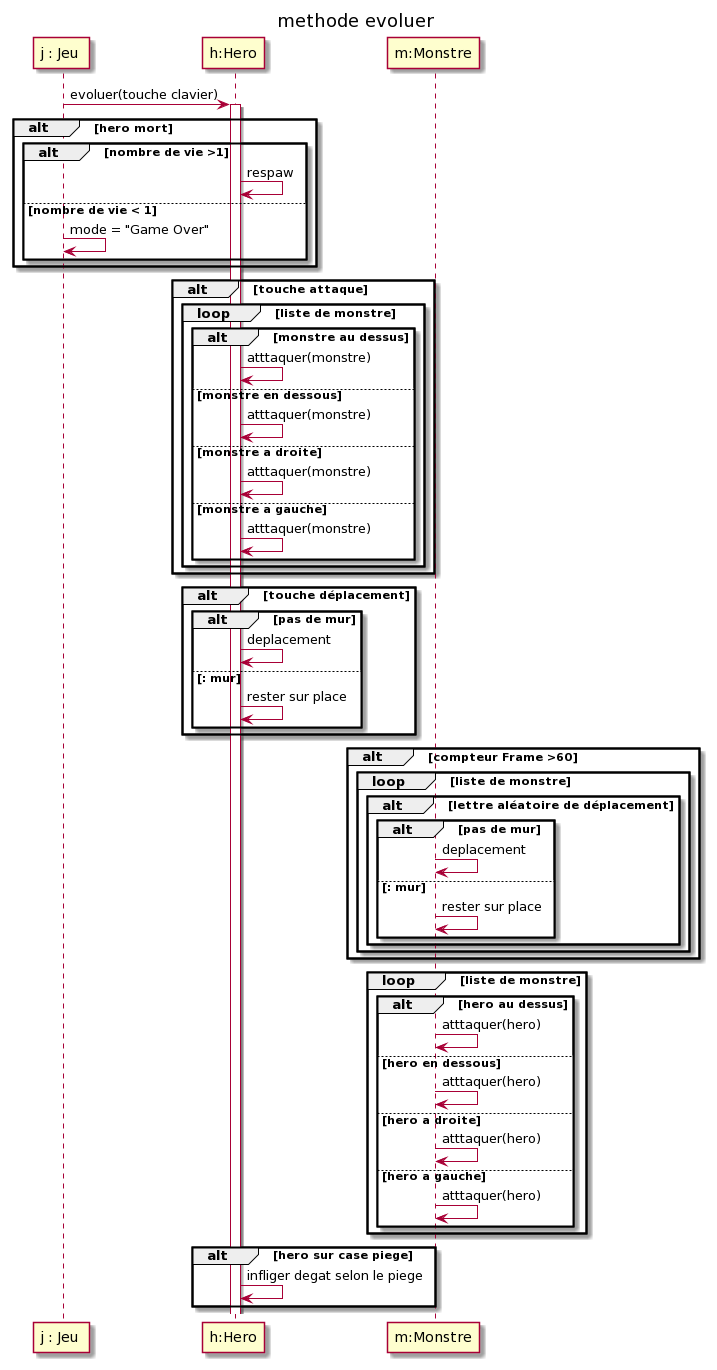 methode evoluer
j : Jeu
h:Hero
m:Monstre
evoluer(touche clavier)
alt [hero mort]
alt [nombre de vie >1]
respaw
[nombre de vie < 1]
mode = "Game Over"
alt [touche attaque]
loop [liste de monstre]
alt [monstre au dessus]
atttaquer(monstre)
[monstre en dessous]
atttaquer(monstre)
[monstre a droite]
atttaquer(monstre)
[monstre a gauche]
atttaquer(monstre)
alt [touche déplacement]
alt [pas de mur]
deplacement
[: mur]
rester sur place
alt [compteur Frame >60]
loop [liste de monstre]
alt [lettre aléatoire de déplacement]
alt [pas de mur]
deplacement
[: mur]
rester sur place
loop [liste de monstre]
alt [hero au dessus]
atttaquer(hero)
[hero en dessous]
atttaquer(hero)
[hero a droite]
atttaquer(hero)
[hero a gauche]
atttaquer(hero)
alt [hero sur case piege]
infliger degat selon le piege
j : Jeu
h:Hero
m:Monstre